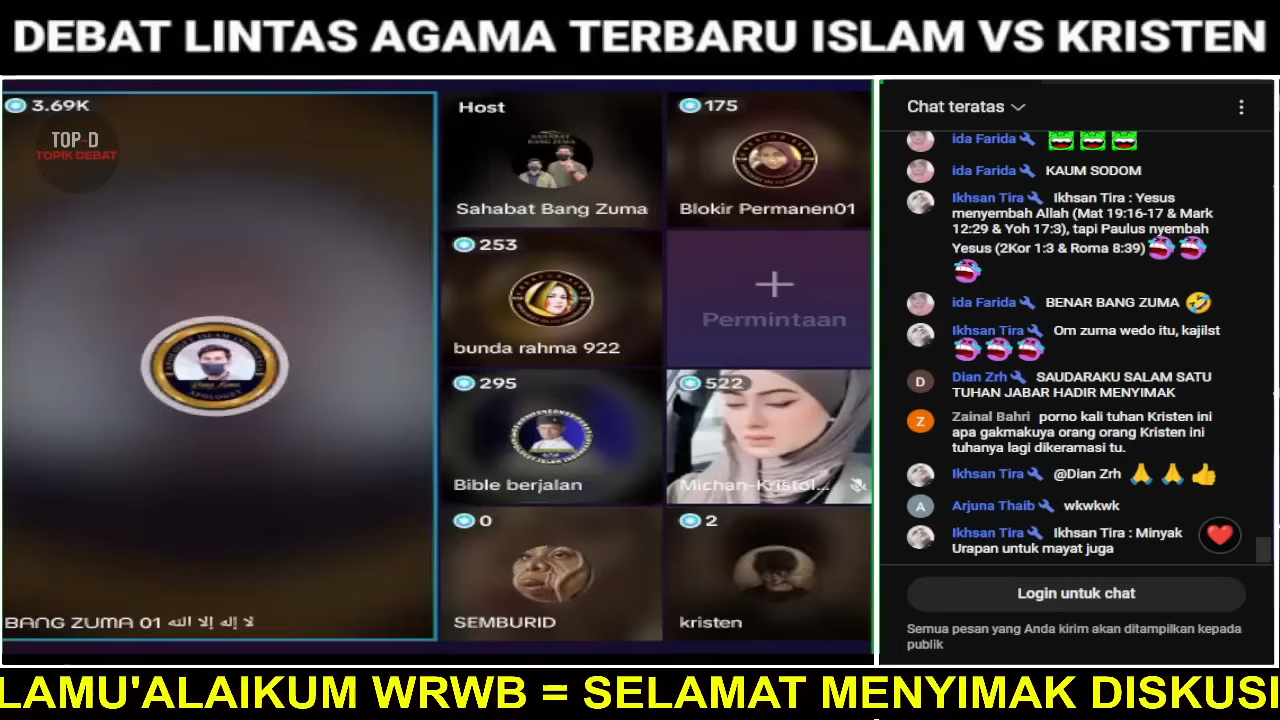 DEBAT LINTAS AGAMA TERBARU ISLAM VS KRISTEN
3.69K
TOP-D
TOPIK DEBAT
BANG ZUMA 01 لا إله إلا الله
Host
Sahabat Bang Zuma
175
Blokir Permanen01
253
bunda rahma 922
Permintaan
295
Bible berjalan
522
Michan-Kristol...
0
SEMBURID
2
kristen
Chat teratas
ida Farida
ida Farida KAUM SODOM
Ikhsan Tira Ikhsan Tira : Yesus
menyembah Allah (Mat 19:16-17 & Mark
12:29 & Yoh 17:3), tapi Paulus nyembah
Yesus (2Kor 1:3 & Roma 8:39)
ida Farida BENAR BANG ZUMA 🤣
Ikhsan Tira Om zuma wedo itu, kajilst
D Dian Zrh SAUDARAKU SALAM SATU
TUHAN JABAR HADIR MENYIMAK
Z Zainal Bahri porno kali tuhan Kristen ini
apa gakmakuya orang orang Kristen ini
tuhanya lagi dikeramasi tu.
Ikhsan Tira @Dian Zrh 🙏 🙏 👍
A Arjuna Thaib wkwkwk
Ikhsan Tira Ikhsan Tira : Minyak
Urapan untuk mayat juga
Login untuk chat
Semua pesan yang Anda kirim akan ditampilkan kepada
publik
LAMU'ALAIKUM WRWB = SELAMAT MENYIMAK DISKUSI